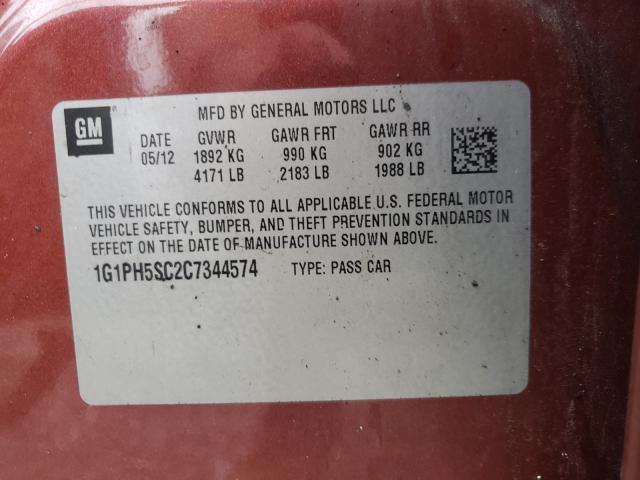 GM
MFD BY GENERAL MOTORS LLC
DATE GVWR GAWR FRT GAWR RR
05/12 1892 KG 990 KG 902 KG
4171 LB 2183 LB 1988 LB
THIS VEHICLE CONFORMS TO ALL APPLICABLE U.S. FEDERAL MOTOR
VEHICLE SAFETY, BUMPER, AND THEFT PREVENTION STANDARDS IN
EFFECT ON THE DATE OF MANUFACTURE SHOWN ABOVE.
1G1PH5SC2C7344574 TYPE: PASS CAR